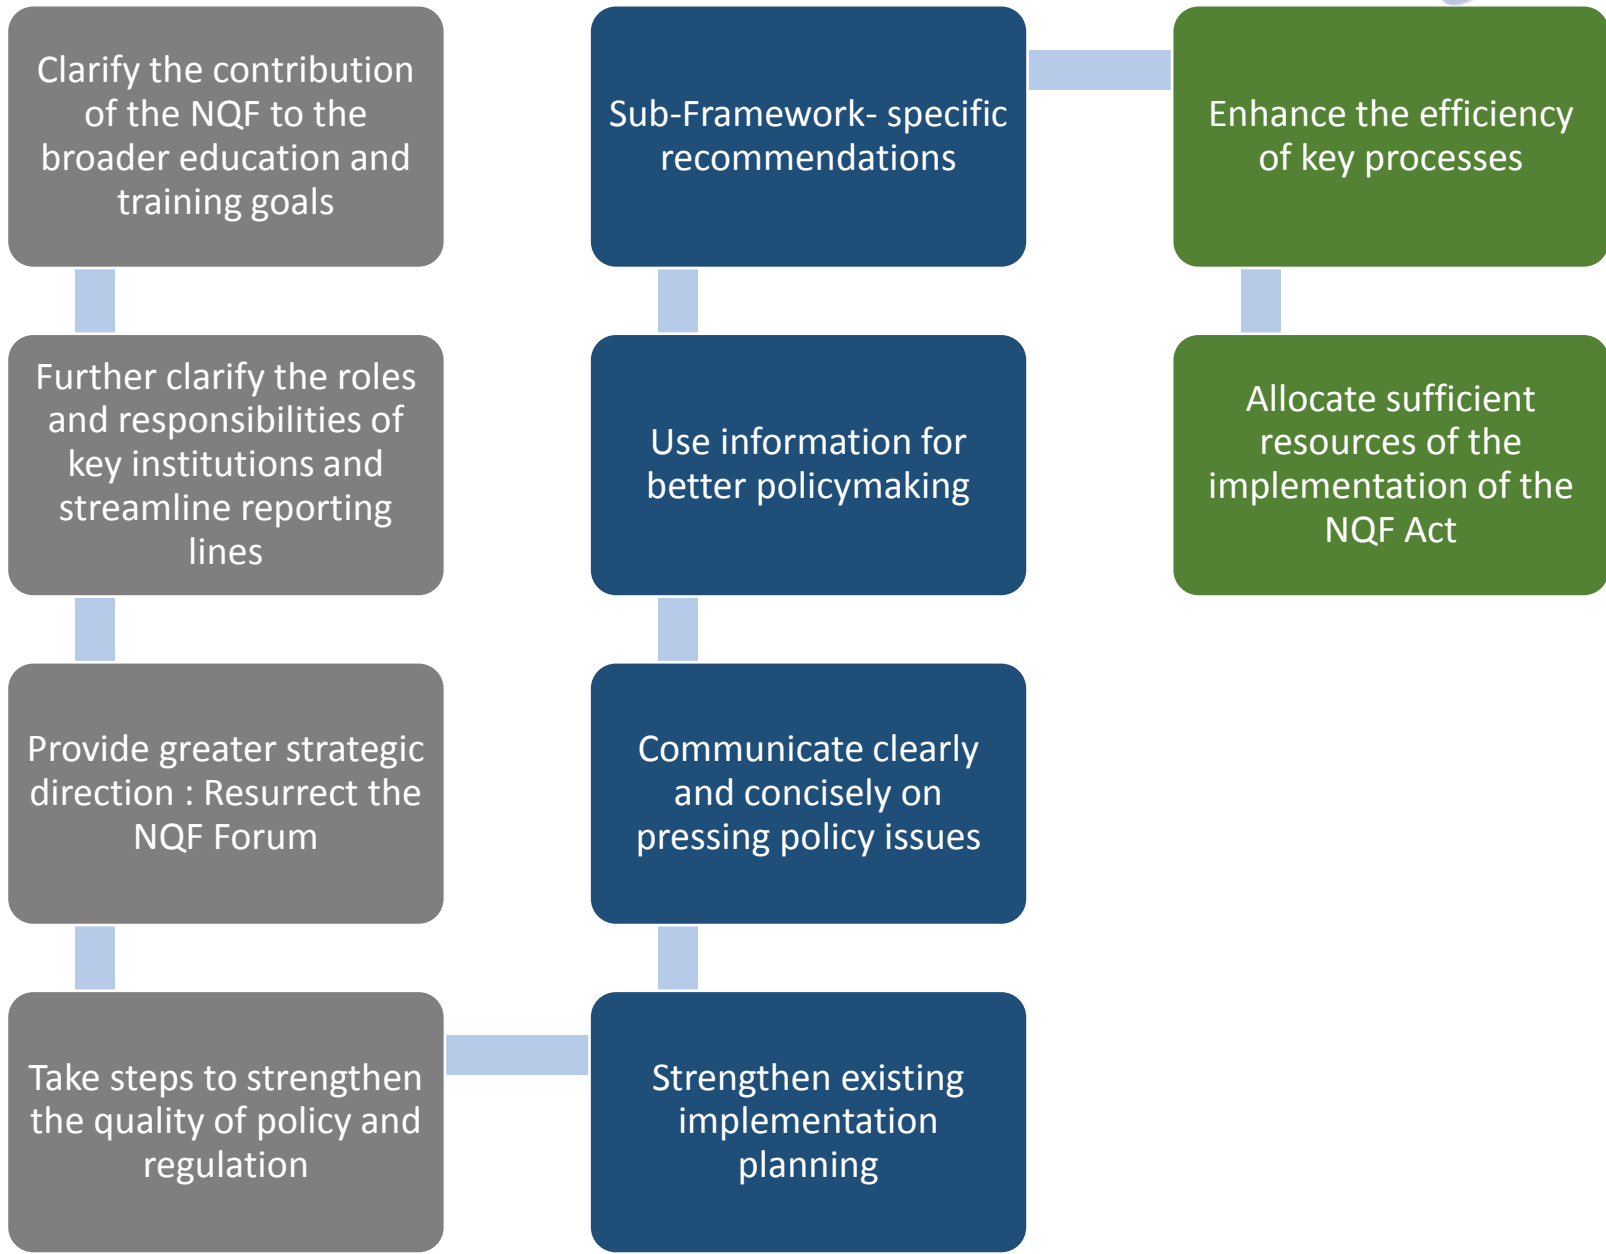 Clarify the contribution
of the NQF to the
broader education and
training goals
Further clarify the roles
and responsibilities of
key institutions and
streamline reporting
lines
Provide greater strategic
direction : Resurrect the
NQF Forum
Take steps to strengthen
the quality of policy and
regulation
Strengthen existing
implementation
planning
Communicate clearly
and concisely on
pressing policy issues
Use information for
better policymaking
Sub-Framework- specific
recommendations
Enhance the efficiency
of key processes
Allocate sufficient
resources of the
implementation of the
NQF Act